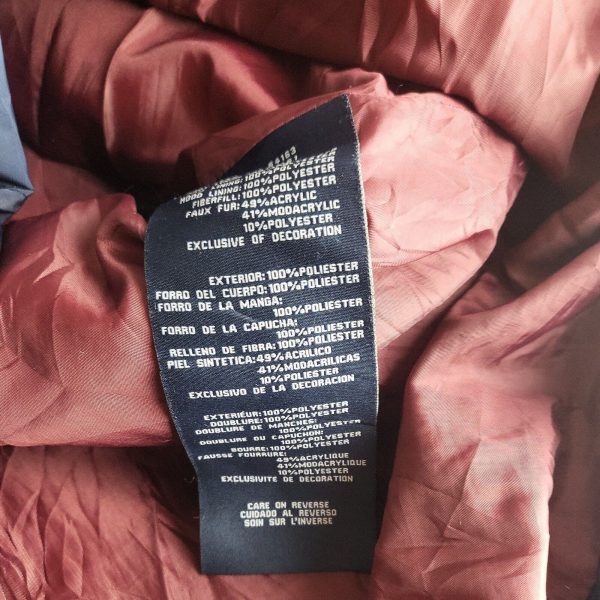 LINING:100%POLYESTER
HOOD LINING:100%POLYESTER
FIBERFILL:100%POLYESTER
FAUX FUR:49%ACRYLIC
41%MODACRYLIC
10%POLYESTER
EXCLUSIVE OF DECORATION
EXTERIOR:100%POLIESTER
FORRO DEL CUERPO:100%POLIESTER
FORRO DE LA MANGA:
100%POLIESTER
FORRO DE LA CAPUCHA:
100%POLIESTER
RELLENO DE FIBRA:100%POLIESTER
PIEL SINTETICA:49%ACRILICO
41%MODACRILICAS
10%POLIESTER
EXCLUSIVO DE LA DECORACION
EXTERIEUR:100%POLYESTER
DOUBLURE:100%POLYESTER
DOUBLURE DE MANCHES:
100%POLYESTER
DOUBLURE OU CAPUCHON:
100%POLYESTER
BOURRE:100%POLYESTER
FAUSSE FOURRURE:
49%ACRYLIQUE
41%MODACRYLIQUE
10%POLYESTER
EXCLUSIVITE DE DECORATION
CARE ON REVERSE
CUIDADO AL REVERSO
SOIN SUR L'INVERSE